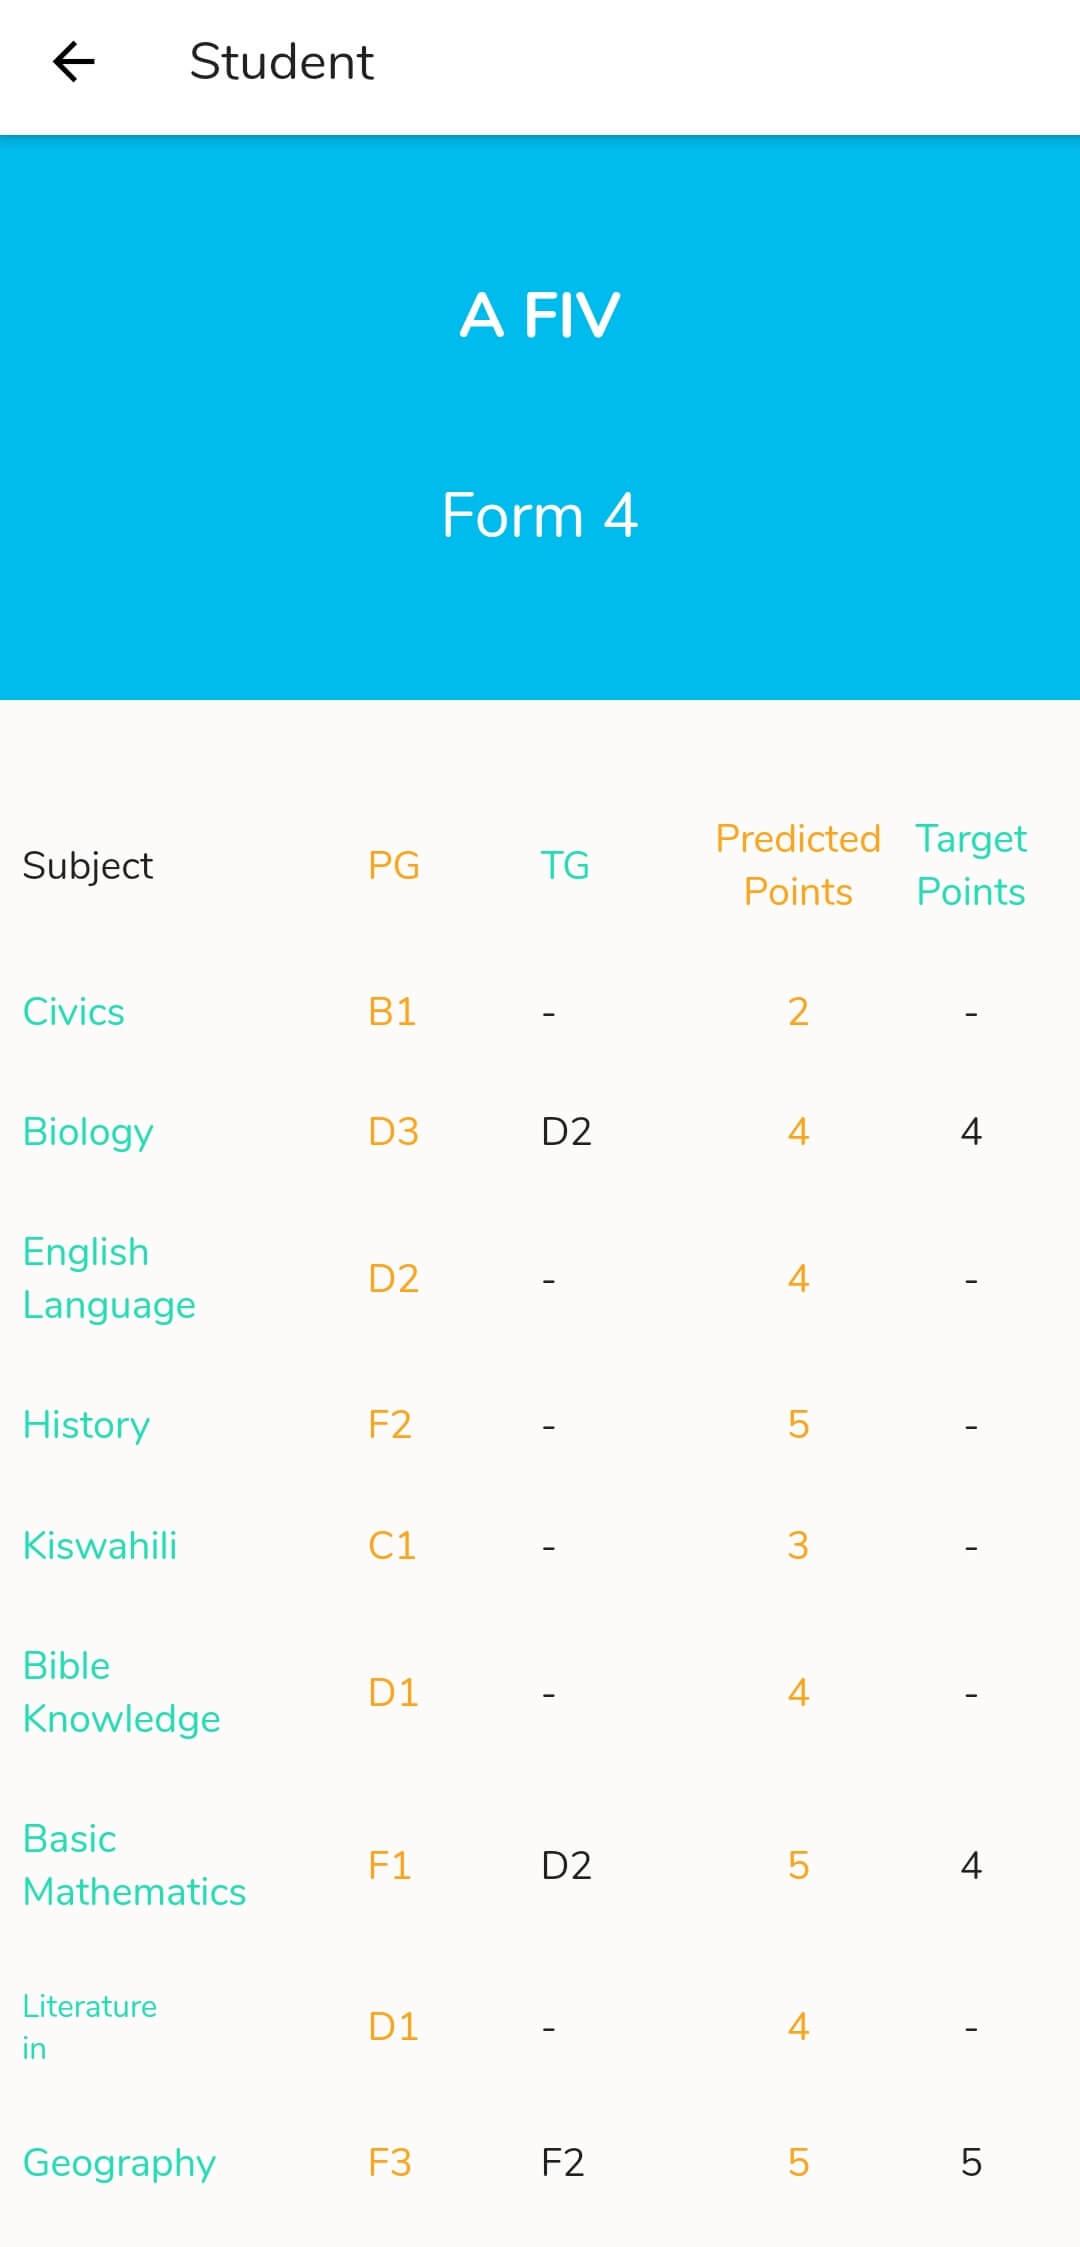 Student
A FIV
Form 4
Subject PG TG Predicted Points Target Points
Civics B1 - 2 -
Biology D3 D2 4 4
English Language D2 - 4 -
History F2 - 5 -
Kiswahili C1 - 3 -
Bible Knowledge D1 - 4 -
Basic Mathematics F1 D2 5 4
Literature in D1 - 4 -
Geography F3 F2 5 5